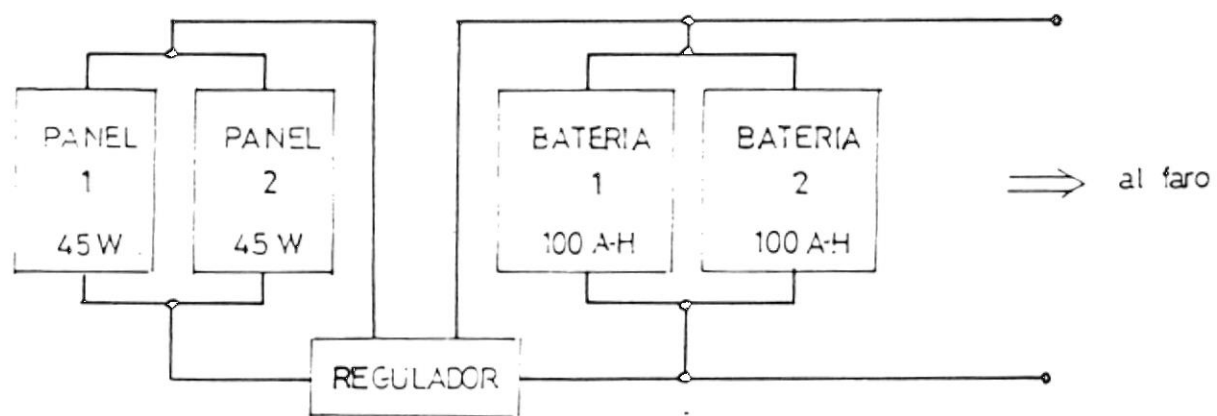 PANEL
1
45 W
PANEL
2
45 W
BATERIA
1
100 A-H
BATERIA
2
100 A-H
al faro
REGULADOR